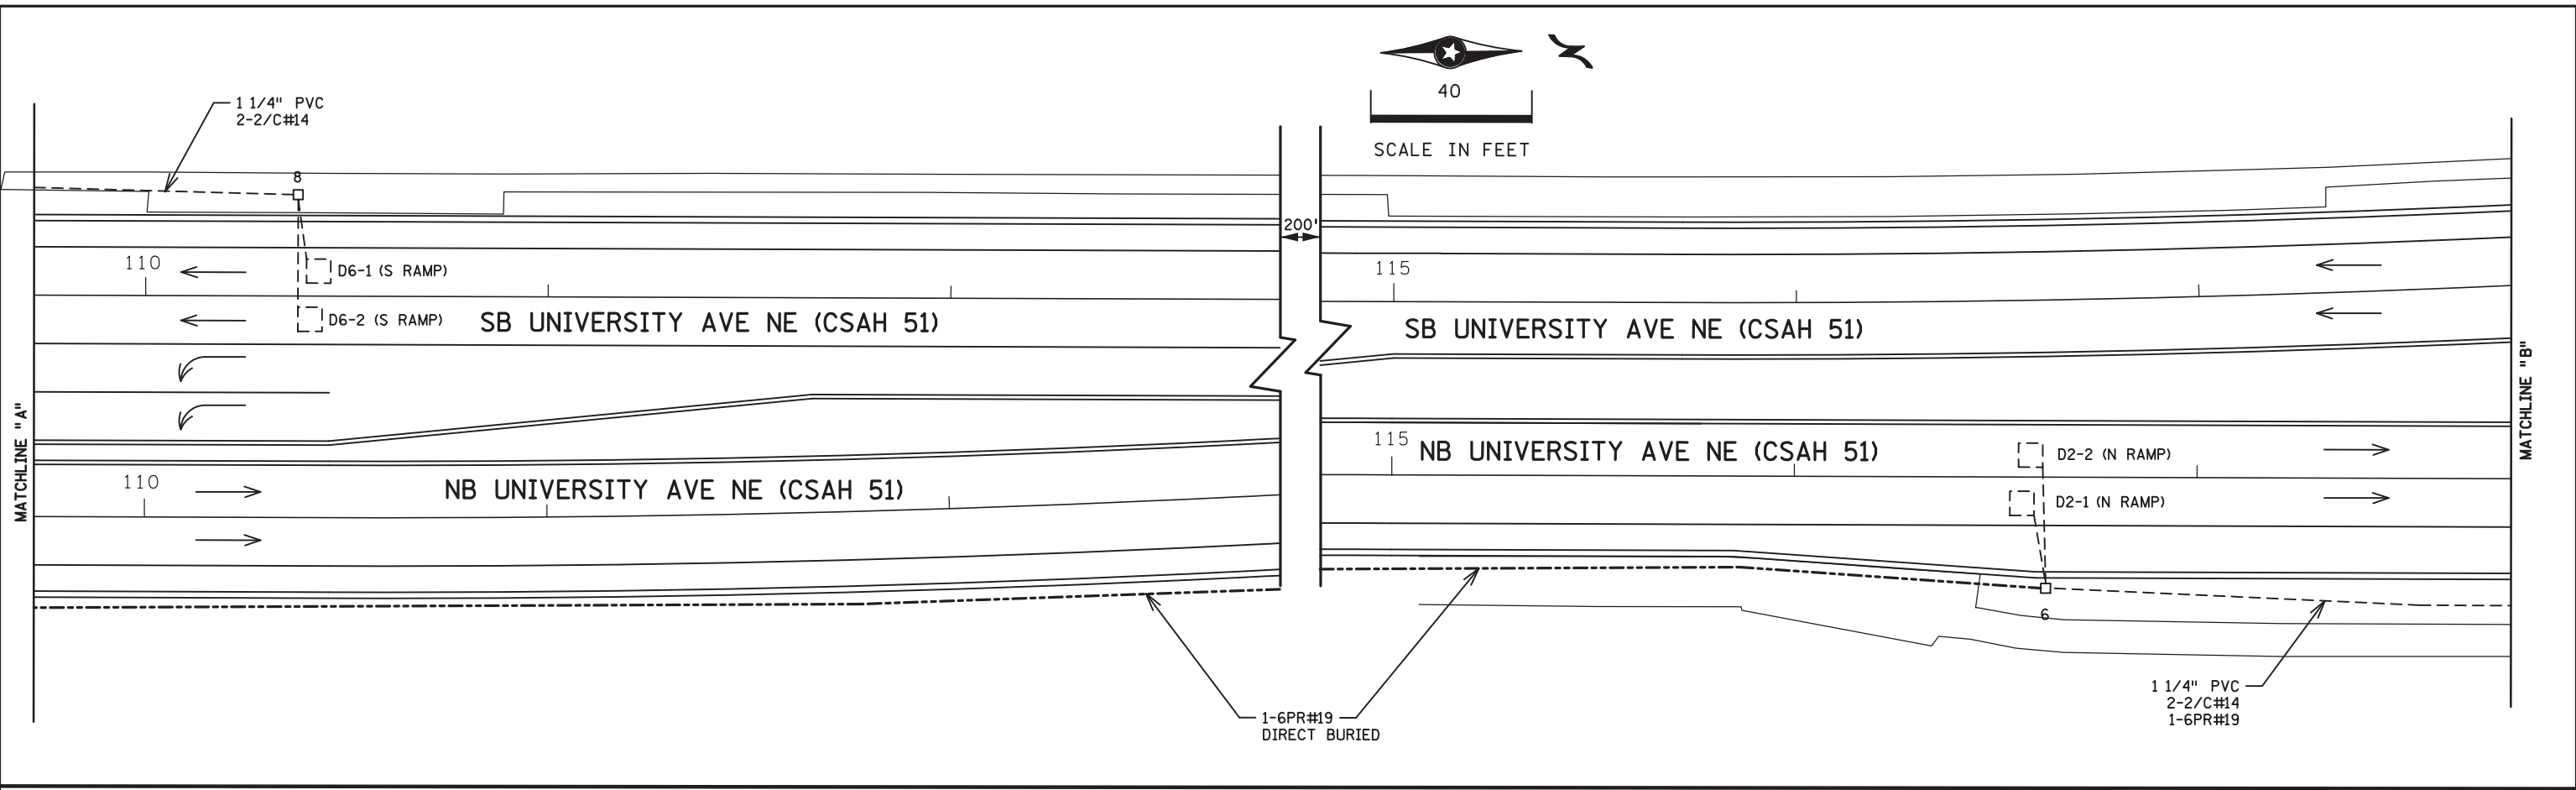 N
40
SCALE IN FEET
1 1/4" PVC
2-2/C#14
8
200'
110
D6-1 (S RAMP)
D6-2 (S RAMP)
SB UNIVERSITY AVE NE (CSAH 51)
115
SB UNIVERSITY AVE NE (CSAH 51)
MATCHLINE "A"
MATCHLINE "B"
110
NB UNIVERSITY AVE NE (CSAH 51)
115
NB UNIVERSITY AVE NE (CSAH 51)
D2-2 (N RAMP)
D2-1 (N RAMP)
6
1-6PR#19
DIRECT BURIED
1 1/4" PVC
2-2/C#14
1-6PR#19